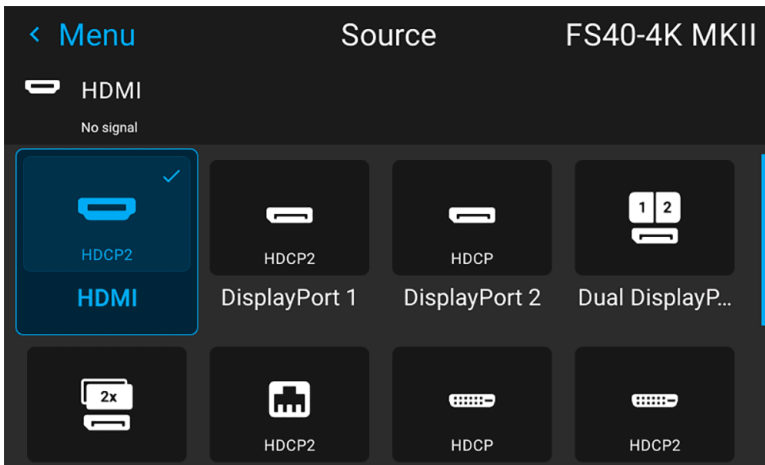 Menu Source FS40-4K MKII
HDMI
No signal
1 2
HDCP2 HDCP2 HDCP
HDMI DisplayPort 1 DisplayPort 2 Dual DisplayP...
2x
HDCP2 HDCP HDCP2